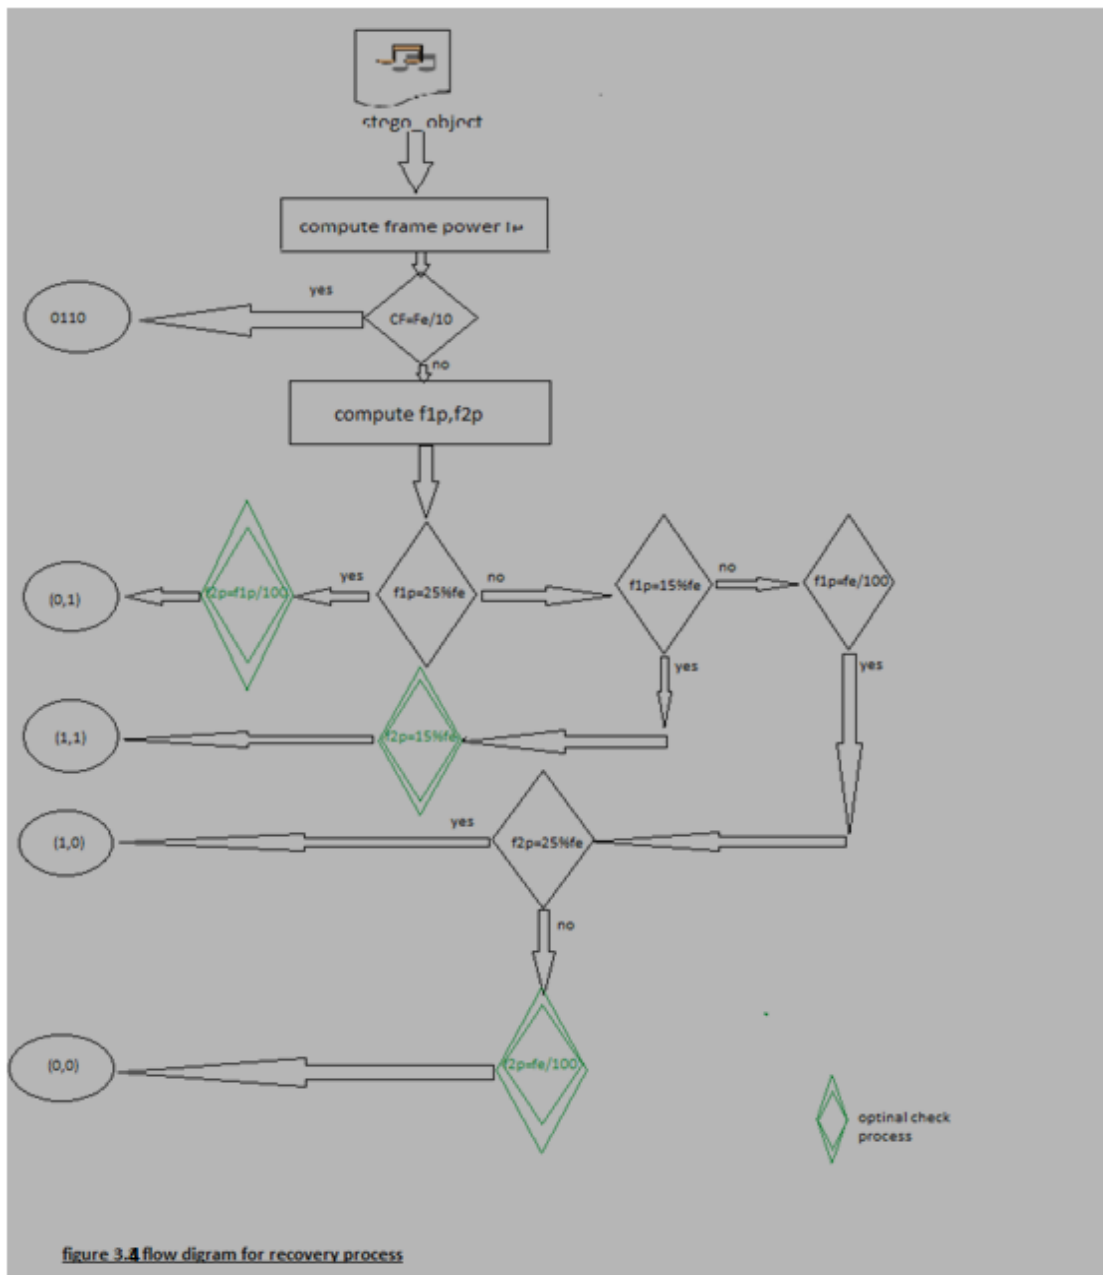 stego_ object
compute frame power
yes
0110
CF=Fe/10
no
compute f1p,f2p
(0,1)
f2p=f1p/100
yes
f1p=25%fe
no
f1p=15%fe
no
f1p=fe/100
yes
yes
(1,1)
f2p=15%fe
(1,0)
yes
f2p=25%fe
no
(0,0)
f2p=fe/100
optinal check
process
figure 3.4 flow digram for recovery process